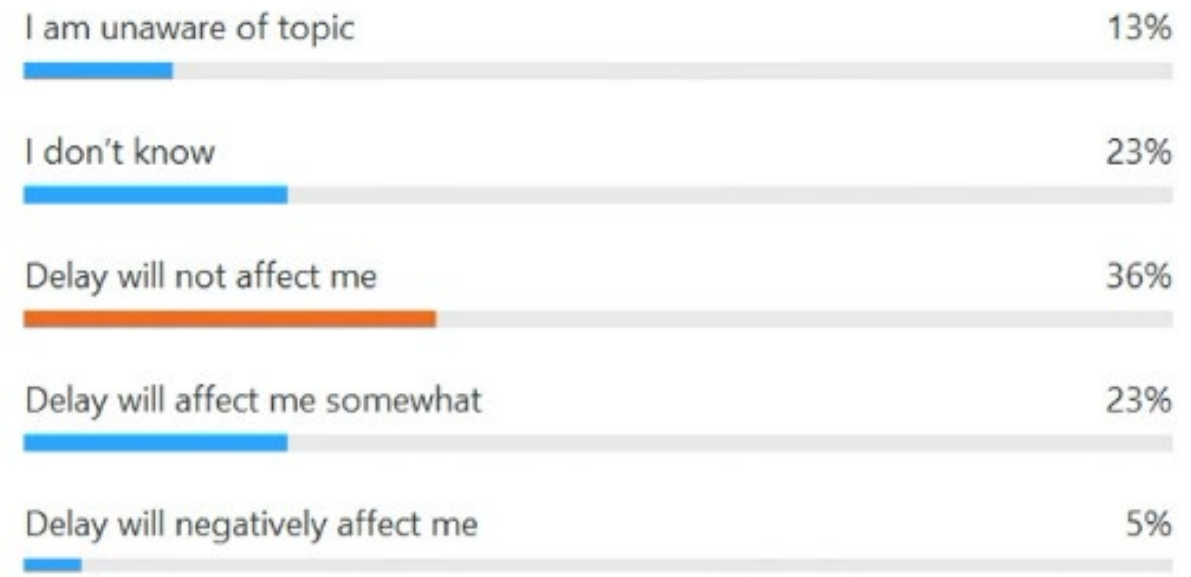 I am unaware of topic 13%
I don’t know 23%
Delay will not affect me 36%
Delay will affect me somewhat 23%
Delay will negatively affect me 5%